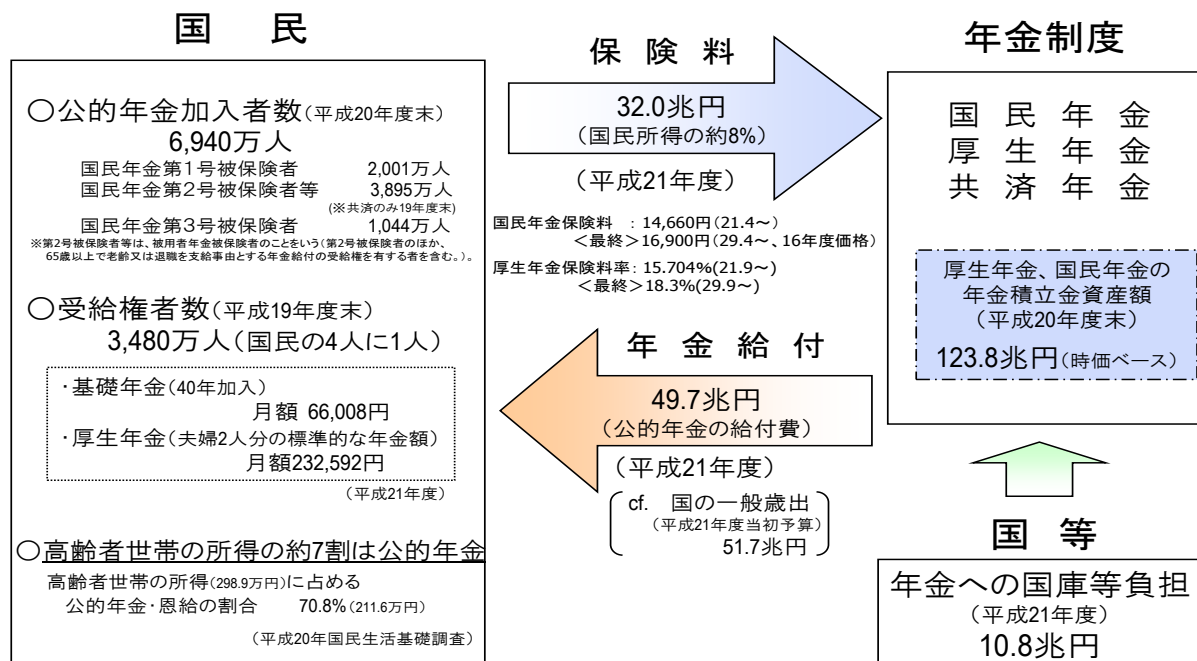 国　民
〇公的年金加入者数(平成20年度末)
6,940万人
国民年金第1号被保険者　2,001万人
国民年金第2号被保険者等　3,895万人
(※共済のみ19年度末)
国民年金第3号被保険者　1,044万人
※第2号被保険者等は、被用者年金被保険者のことをいう(第2号被保険者のほか、
65歳以上で老齢又は退職を支給事由とする年金給付の受給権を有する者を含む。)。
〇受給権者数(平成19年度末)
3,480万人(国民の4人に1人)
・基礎年金(40年加入)
月額 66,008円
・厚生年金(夫婦2人分の標準的な年金額)
月額232,592円
(平成21年度)
〇高齢者世帯の所得の約7割は公的年金
高齢者世帯の所得(298.9万円)に占める
公的年金・恩給の割合　70.8%(211.6万円)
(平成20年国民生活基礎調査)
保　険　料
32.0兆円
(国民所得の約8%)
(平成21年度)
国民年金保険料　: 14,660円(21.4～)
＜最終＞16,900円(29.4～、16年度価格)
厚生年金保険料率: 15.704%(21.9～)
＜最終＞18.3%(29.9～)
年　金　給　付
49.7兆円
(公的年金の給付費)
(平成21年度)
cf.　国の一般歳出
(平成21年度当初予算)
51.7兆円
年金制度
国　民　年　金
厚　生　年　金
共　済　年　金
厚生年金、国民年金の
年金積立金資産額
(平成20年度末)
123.8兆円(時価ベース)
国　等
年金への国庫等負担
(平成21年度)
10.8兆円